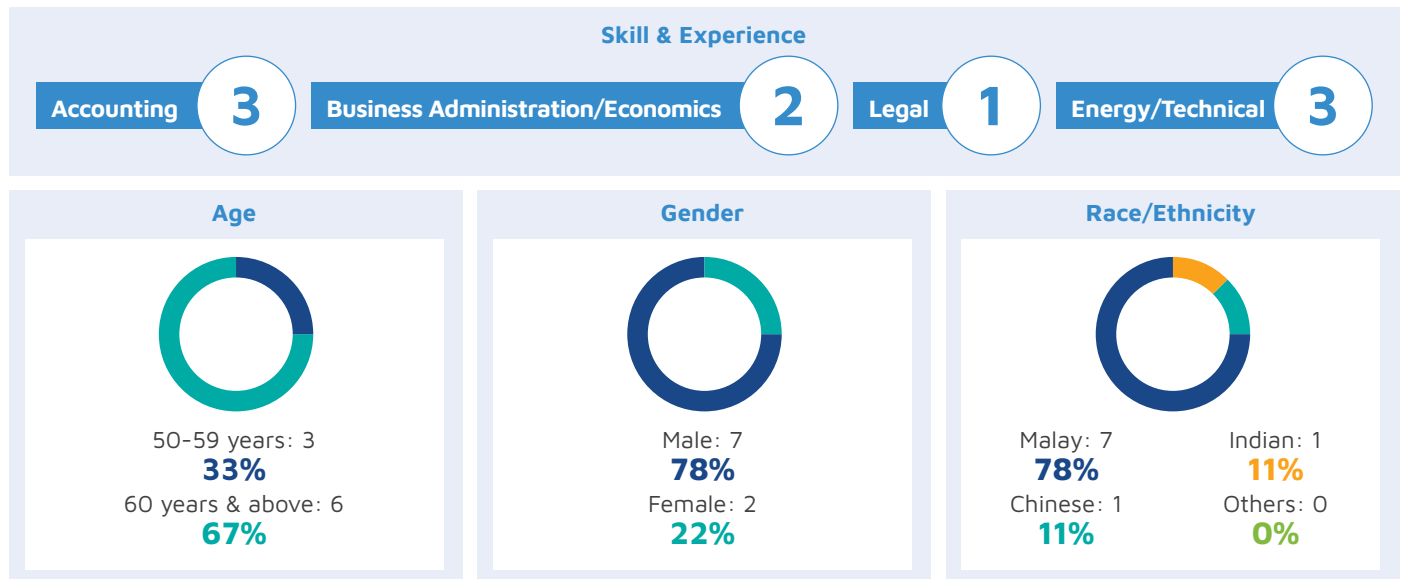 Skill & Experience
Accounting 3
Business Administration/Economics 2
Legal 1
Energy/Technical 3
Age
50-59 years: 3
33%
60 years & above: 6
67%
Gender
Male: 7
78%
Female: 2
22%
Race/Ethnicity
Malay: 7
78%
Indian: 1
11%
Chinese: 1
11%
Others: 0
0%